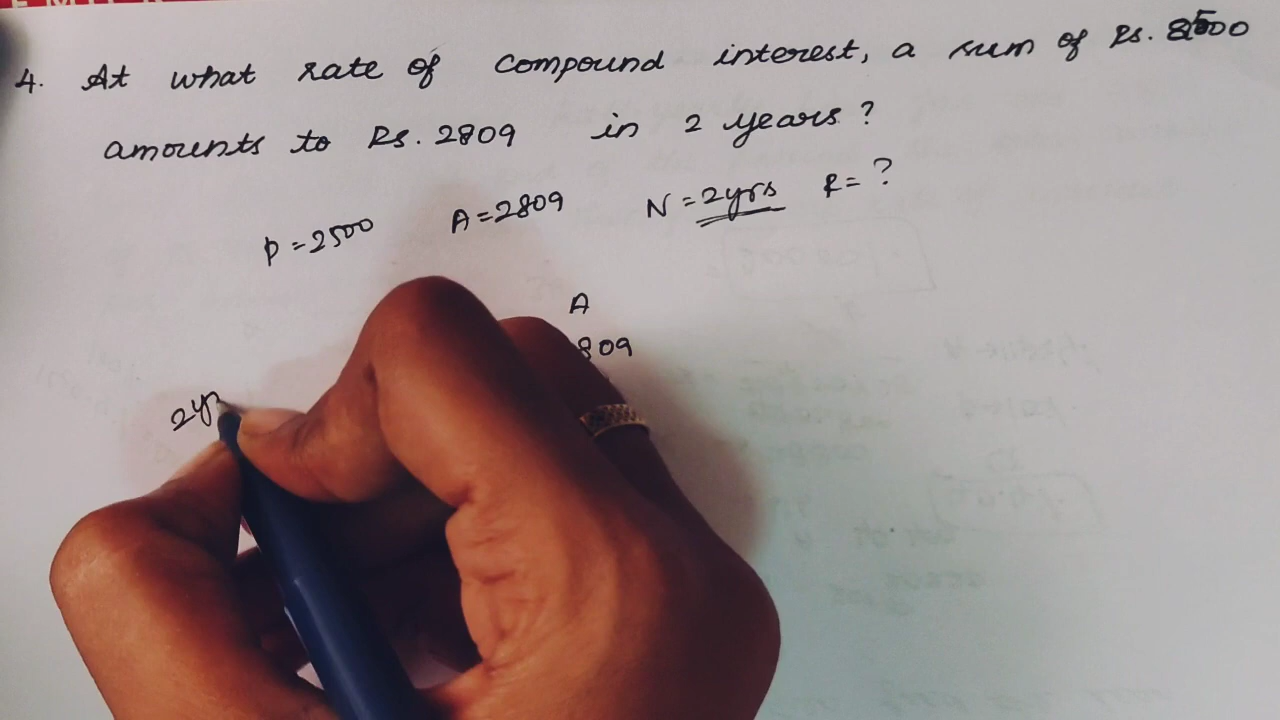 4. At what rate of compound interest, a sum of Rs. 2500
amounts to Rs. 2809 in 2 years ?
P = 2500 A = 2809 N = 2yrs R = ?
A
809
2yr